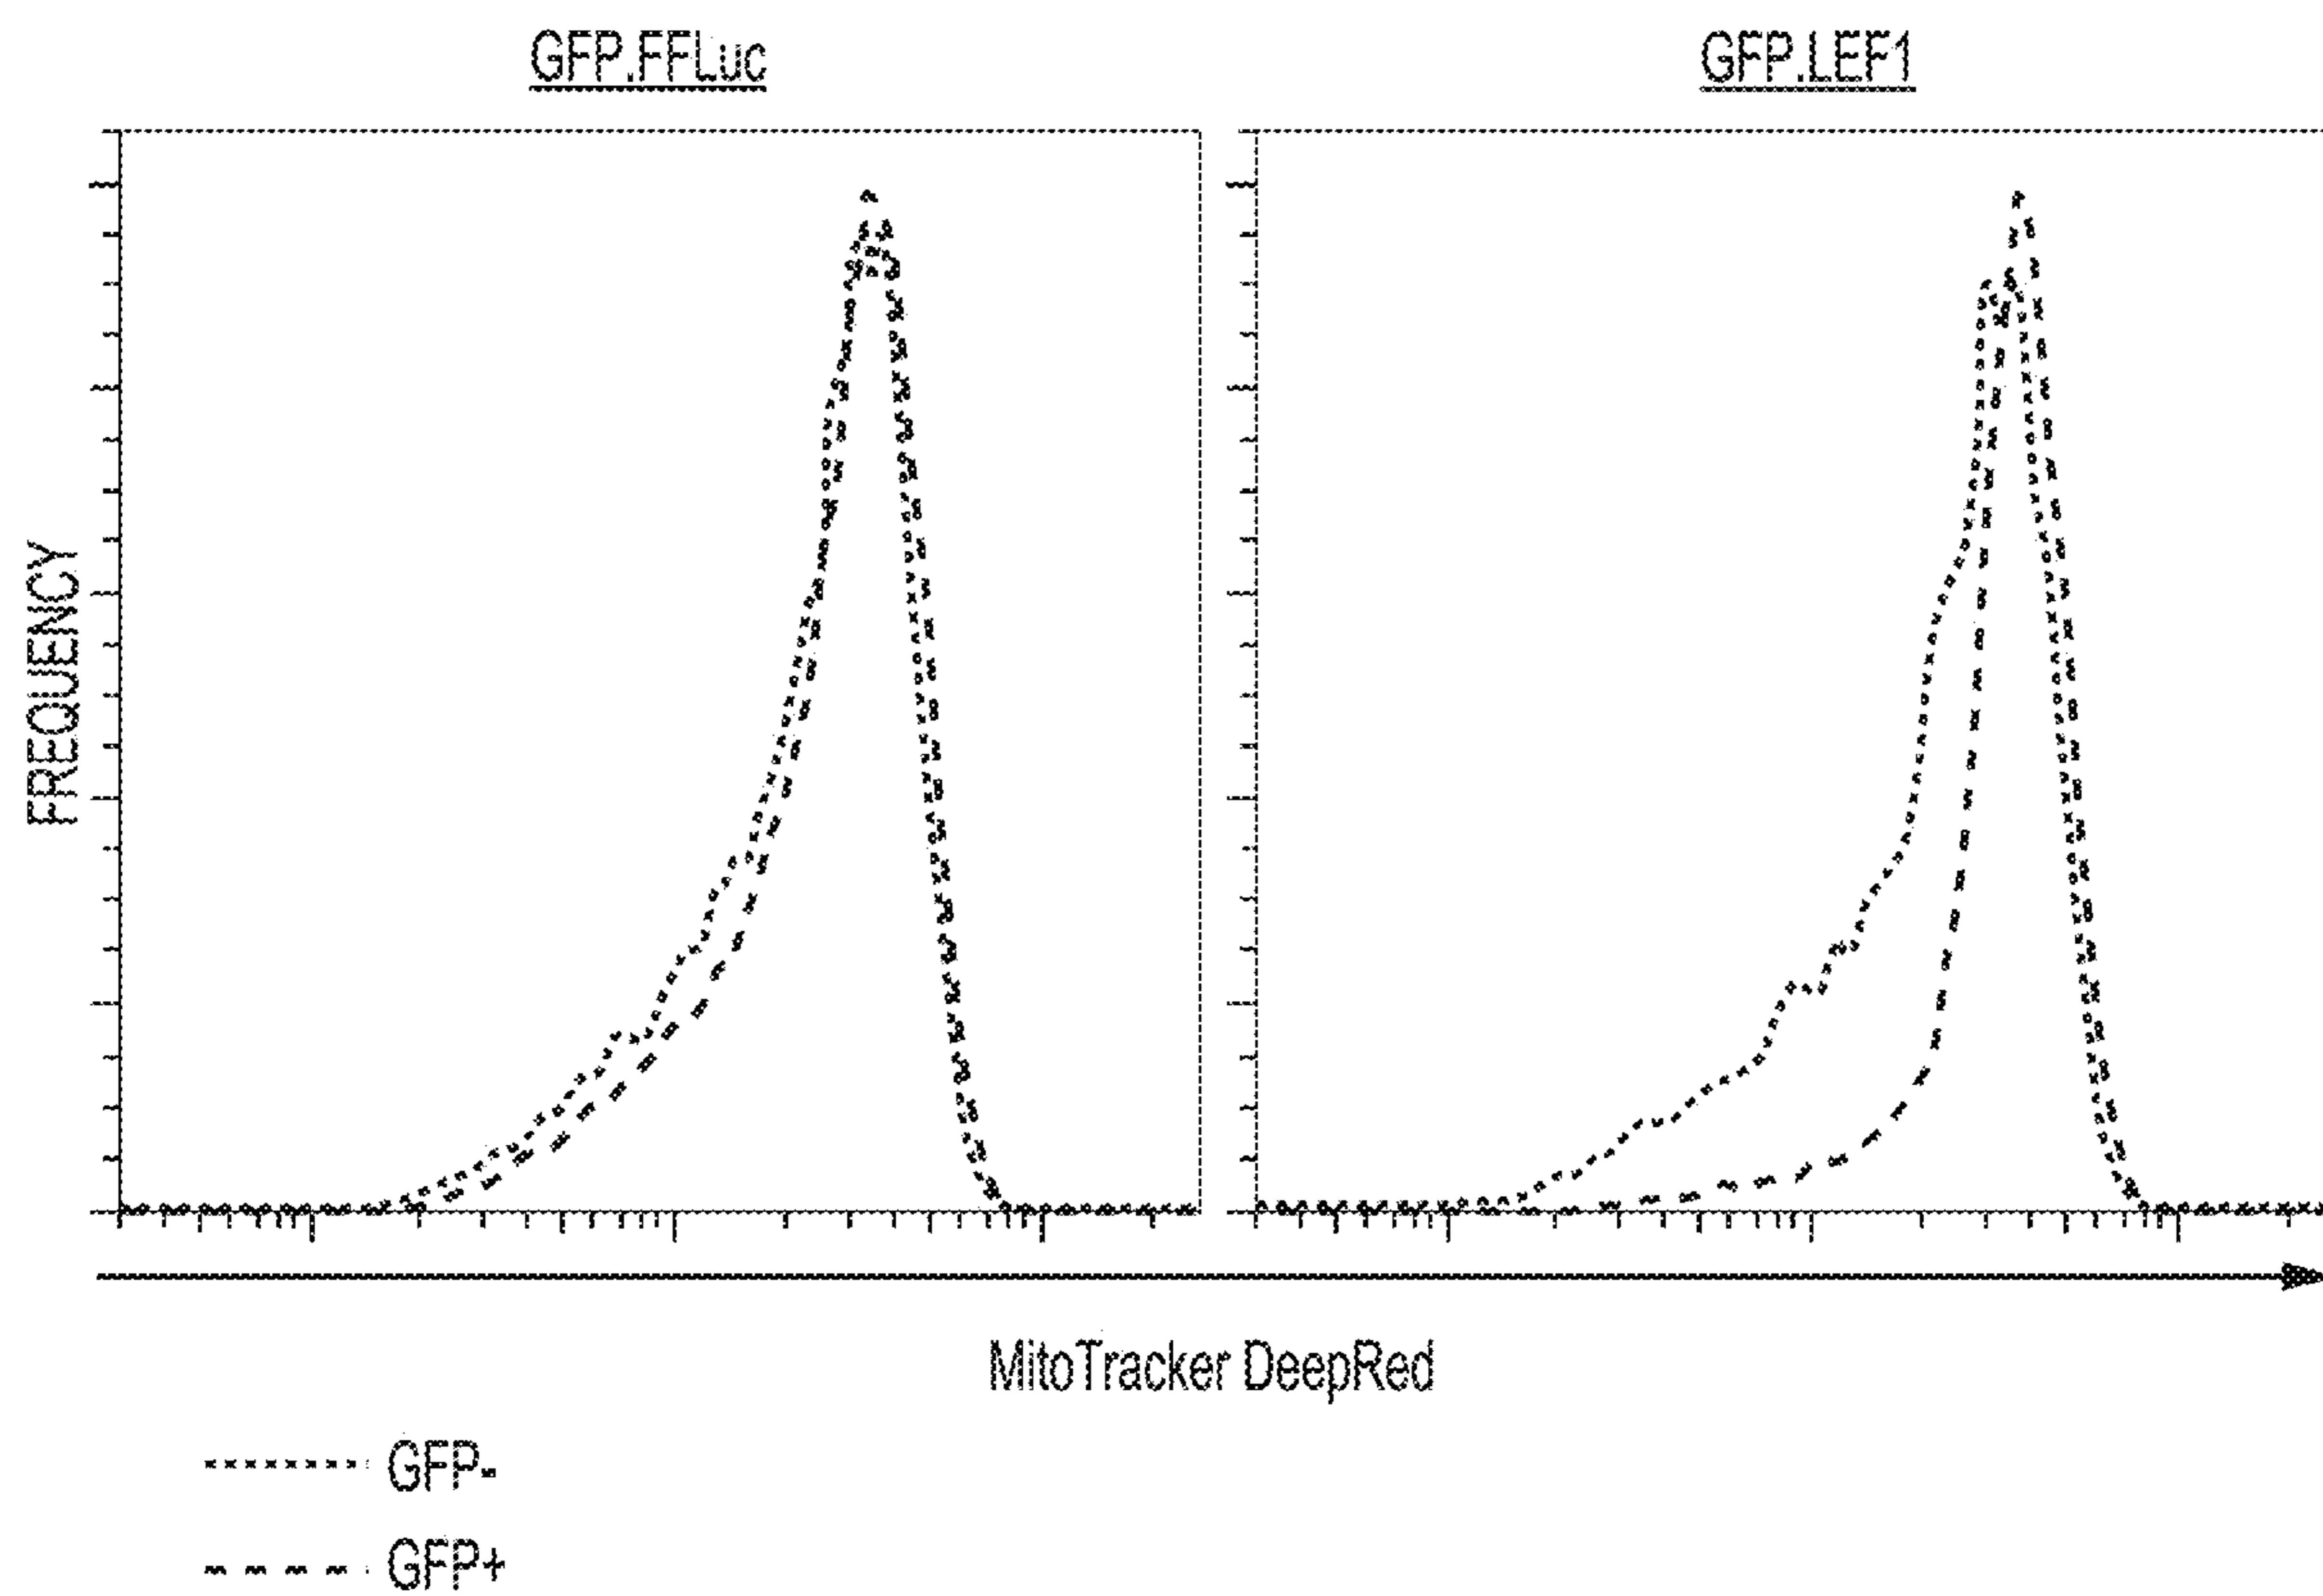 GFP.FFLuc
GFP.LEF1
FREQUENCY
MitoTracker DeepRed
GFP-
GFP+